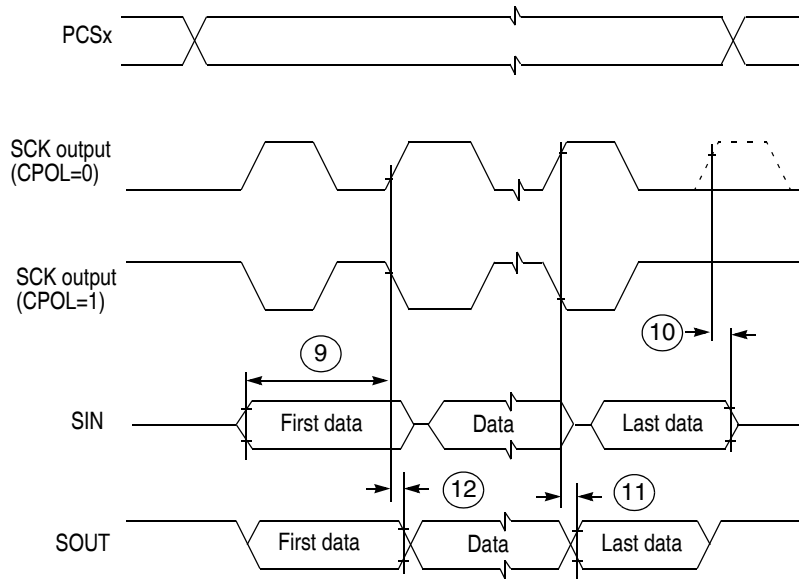 PCSx
SCK output
(CPOL=0)
SCK output
(CPOL=1)
10
9
SIN
First data
Data
Last data
12
11
SOUT
First data
Data
Last data